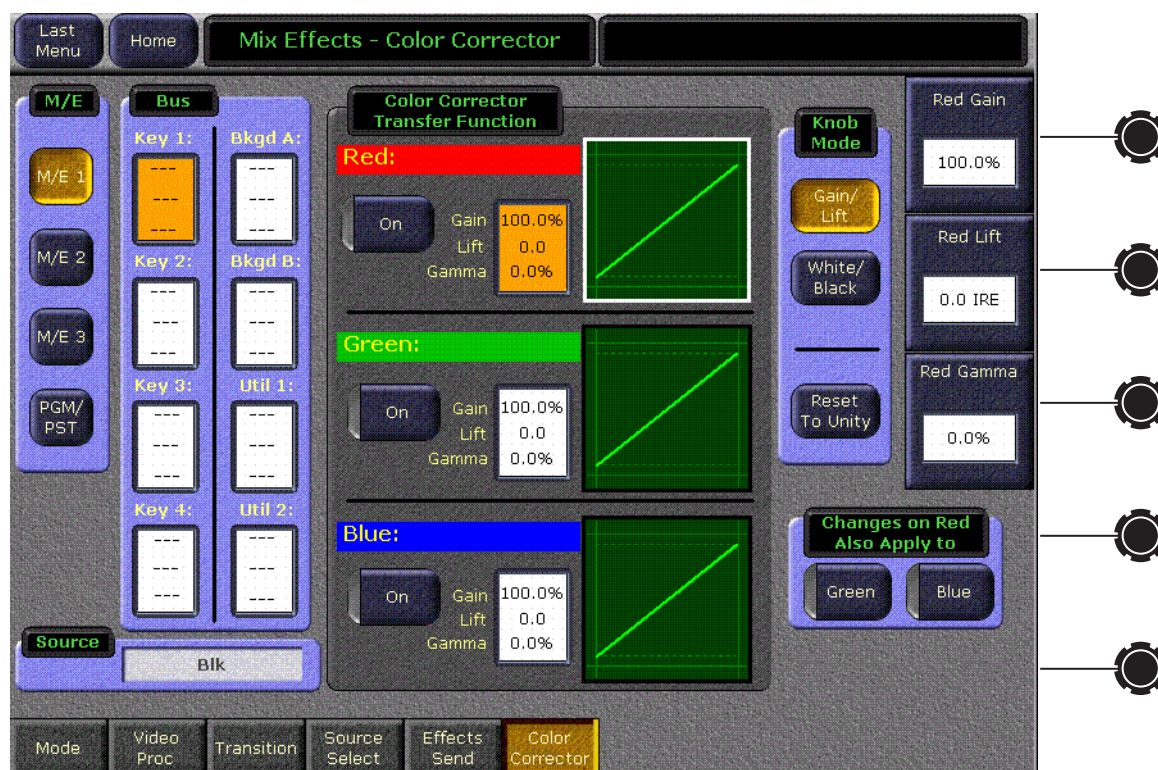 Last
Menu
Home
Mix Effects - Color Corrector
M/E
M/E 1
M/E 2
M/E 3
PGM/
PST
Bus
Key 1:
---
---
---
Bkgd A:
---
---
---
Key 2:
---
---
---
Bkgd B:
---
---
---
Key 3:
---
---
---
Util 1:
---
---
---
Key 4:
---
---
---
Util 2:
---
---
---
Source
Blk
Color Corrector
Transfer Function
Red:
On
Gain 100.0%
Lift 0.0
Gamma 0.0%
Green:
On
Gain 100.0%
Lift 0.0
Gamma 0.0%
Blue:
On
Gain 100.0%
Lift 0.0
Gamma 0.0%
Knob
Mode
Gain/
Lift
White/
Black
Reset
To Unity
Red Gain
100.0%
Red Lift
0.0 IRE
Red Gamma
0.0%
Changes on Red
Also Apply to
Green
Blue
Mode
Video
Proc
Transition
Source
Select
Effects
Send
Color
Corrector